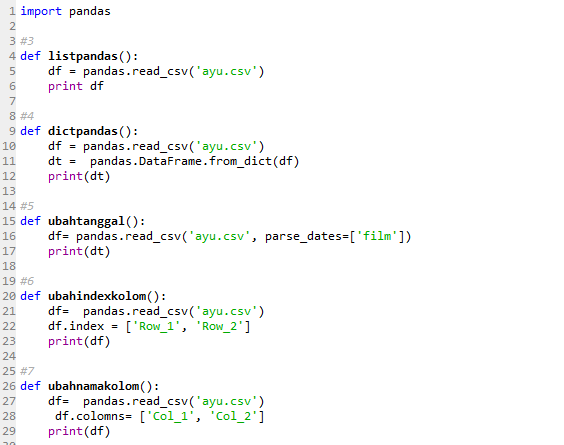 1 import pandas
2
3 #3
4 def listpandas():
5     df = pandas.read_csv('ayu.csv')
6     print df
7
8 #4
9 def dictpandas():
10     df = pandas.read_csv('ayu.csv')
11     dt =  pandas.DataFrame.from_dict(df)
12     print(dt)
13
14 #5
15 def ubahtanggal():
16     df= pandas.read_csv('ayu.csv', parse_dates=['film'])
17     print(dt)
18
19 #6
20 def ubahindexkolom():
21     df=  pandas.read_csv('ayu.csv')
22     df.index = ['Row_1', 'Row_2']
23     print(df)
24
25 #7
26 def ubahnamakolom():
27     df=  pandas.read_csv('ayu.csv')
28      df.colomns= ['Col_1', 'Col_2']
29     print(df)